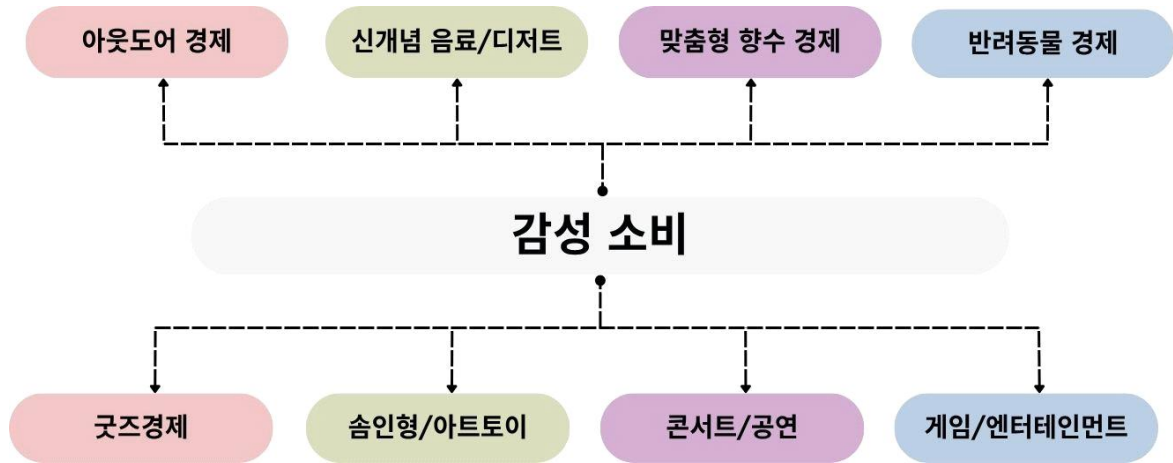 아웃도어 경제
신개념 음료/디저트
맞춤형 향수 경제
반려동물 경제
감성 소비
굿즈경제
솜인형/아트토이
콘서트/공연
게임/엔터테인먼트